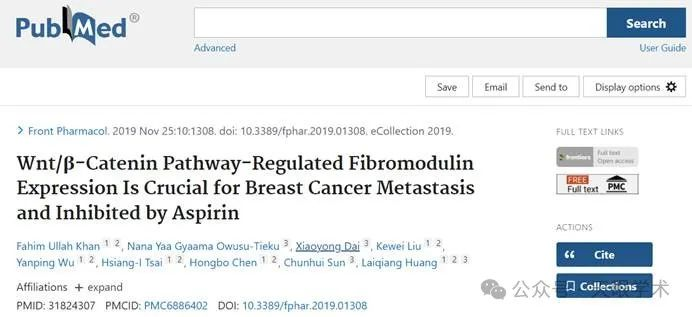 PubMed®
Search
Advanced
User Guide
Save
Email
Send to
Display options
> Front Pharmacol. 2019 Nov 25:10:1308. doi: 10.3389/fphar.2019.01308. eCollection 2019.
FULL TEXT LINKS
Wnt/β-Catenin Pathway-Regulated Fibromodulin
Expression Is Crucial for Breast Cancer Metastasis
and Inhibited by Aspirin
frontiers Full text Open access
FREE Full text PMC
Fahim Ullah Khan 1 2, Nana Yaa Gyaama Owusu-Tieku 3, Xiaoyong Dai 3, Kewei Liu 1 2,
Yanping Wu 1 2, Hsiang-I Tsai 1 2, Hongbo Chen 1 2, Chunhui Sun 3, Laiqiang Huang 1 2 3
ACTIONS
Cite
Affiliations + expand
Collections
PMID: 31824307 PMCID: PMC6886402 DOI: 10.3389/fphar.2019.01308
公众号
学术